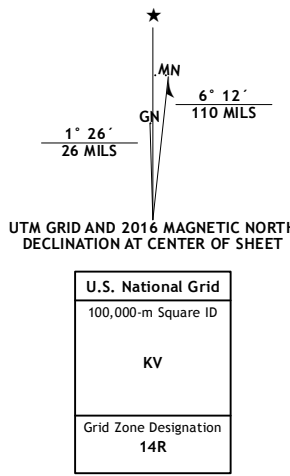 ★
MN
GN
6° 12´
110 MILS
1° 26´
26 MILS
UTM GRID AND 2016 MAGNETIC NORTH
DECLINATION AT CENTER OF SHEET
U.S. National Grid
100,000-m Square ID
KV
Grid Zone Designation
14R